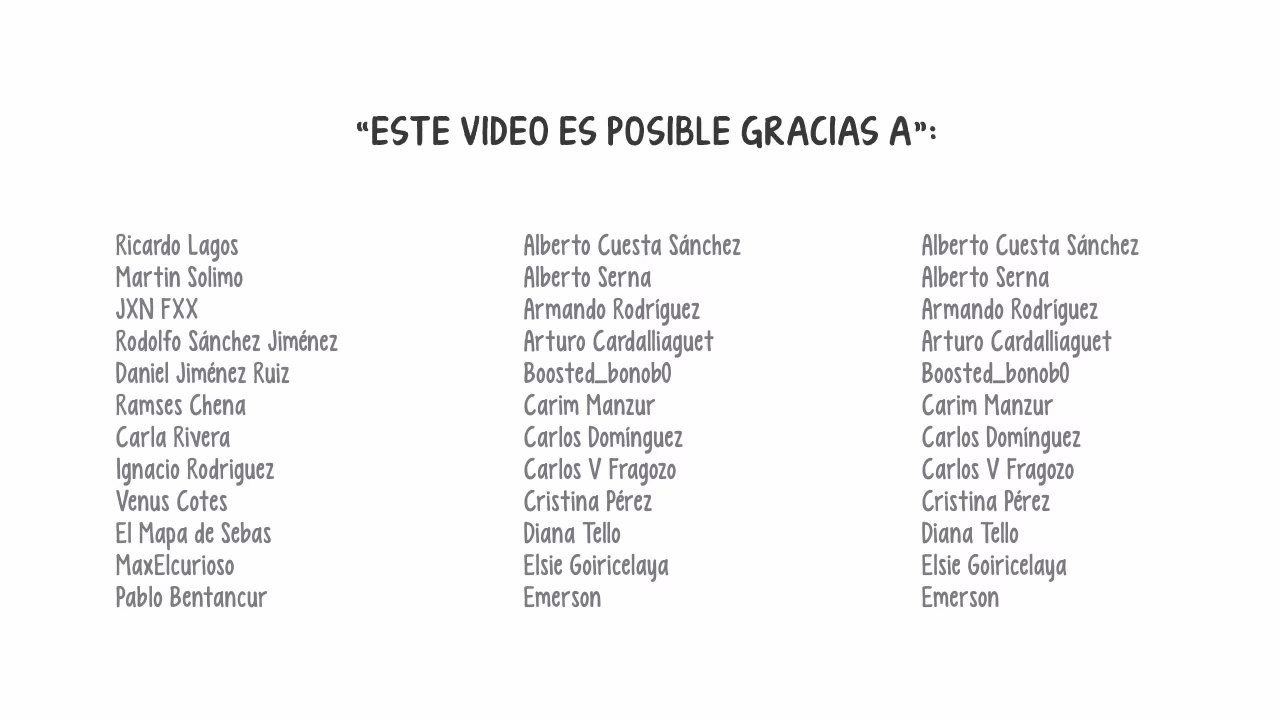 “ESTE VIDEO ES POSIBLE GRACIAS A”:
Ricardo Lagos
Martin Solimo
JXN FXX
Rodolfo Sánchez Jiménez
Daniel Jiménez Ruiz
Ramses Chena
Carla Rivera
Ignacio Rodriguez
Venus Cotes
El Mapa de Sebas
MaxElcurioso
Pablo Bentancur
Alberto Cuesta Sánchez
Alberto Serna
Armando Rodríguez
Arturo Cardalliaguet
Boosted_bonob0
Carim Manzur
Carlos Domínguez
Carlos V Fragozo
Cristina Pérez
Diana Tello
Elsie Goiricelaya
Emerson
Alberto Cuesta Sánchez
Alberto Serna
Armando Rodríguez
Arturo Cardalliaguet
Boosted_bonob0
Carim Manzur
Carlos Domínguez
Carlos V Fragozo
Cristina Pérez
Diana Tello
Elsie Goiricelaya
Emerson